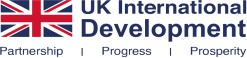 UK International
Development
Partnership | Progress | Prosperity